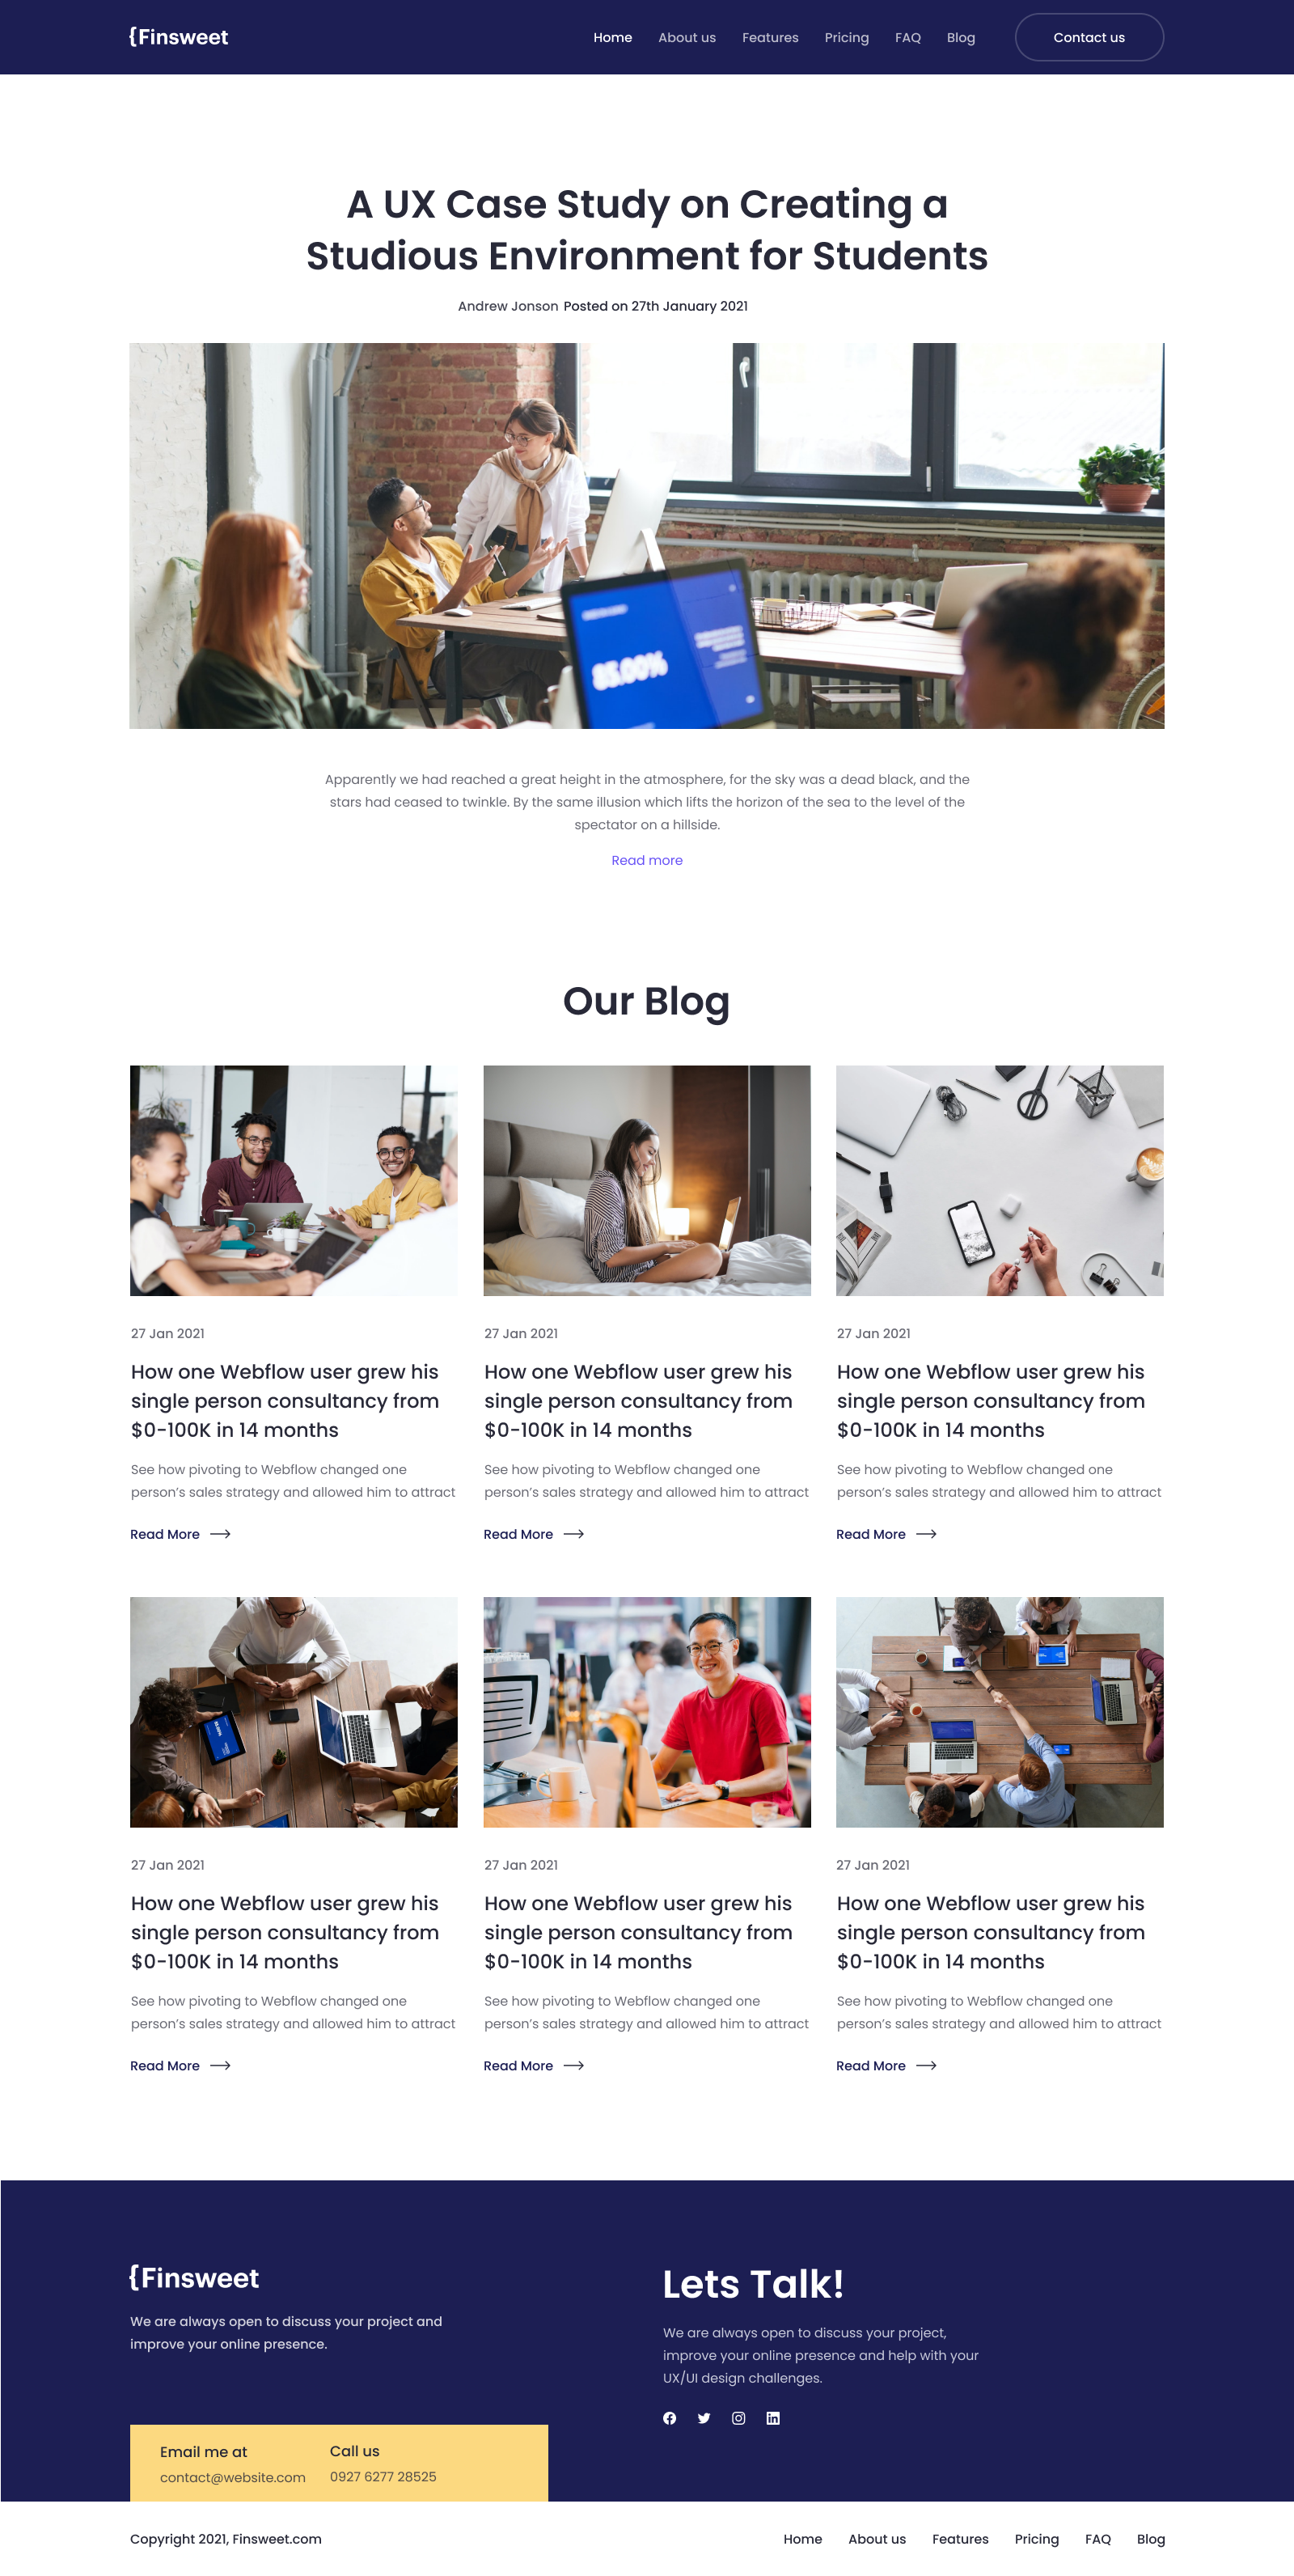 {Finsweet
Home About us Features Pricing FAQ Blog Contact us
A UX Case Study on Creating a
Studious Environment for Students
Andrew Jonson Posted on 27th January 2021
85.00%
Apparently we had reached a great height in the atmosphere, for the sky was a dead black, and the
stars had ceased to twinkle. By the same illusion which lifts the horizon of the sea to the level of the
spectator on a hillside.
Read more
Our Blog
27 Jan 2021
How one Webflow user grew his
single person consultancy from
$0-100K in 14 months
See how pivoting to Webflow changed one
person’s sales strategy and allowed him to attract
Read More
27 Jan 2021
How one Webflow user grew his
single person consultancy from
$0-100K in 14 months
See how pivoting to Webflow changed one
person’s sales strategy and allowed him to attract
Read More
27 Jan 2021
How one Webflow user grew his
single person consultancy from
$0-100K in 14 months
See how pivoting to Webflow changed one
person’s sales strategy and allowed him to attract
Read More
27 Jan 2021
How one Webflow user grew his
single person consultancy from
$0-100K in 14 months
See how pivoting to Webflow changed one
person’s sales strategy and allowed him to attract
Read More
27 Jan 2021
How one Webflow user grew his
single person consultancy from
$0-100K in 14 months
See how pivoting to Webflow changed one
person’s sales strategy and allowed him to attract
Read More
27 Jan 2021
How one Webflow user grew his
single person consultancy from
$0-100K in 14 months
See how pivoting to Webflow changed one
person’s sales strategy and allowed him to attract
Read More
{Finsweet
We are always open to discuss your project and
improve your online presence.
Email me at
contact@website.com
Call us
0927 6277 28525
Lets Talk!
We are always open to discuss your project,
improve your online presence and help with your
UX/UI design challenges.
Copyright 2021, Finsweet.com
Home About us Features Pricing FAQ Blog